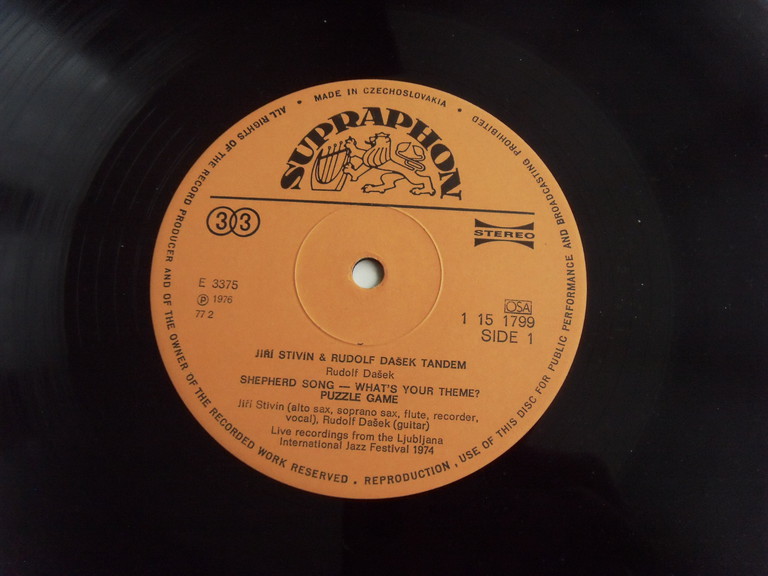 ALL RIGHTS OF THE RECORD PRODUCER AND OF THE OWNER OF THE RECORDED WORK RESERVED . REPRODUCTION, USE OF THIS DISC FOR PUBLIC PERFORMANCE AND BROADCASTING PROHIBITED
• MADE IN CZECHOSLOVAKIA •
SUPRAPHON
33
STEREO
E 3375
Ⓟ 1976
77 2
OSA
1 15 1799
SIDE 1
JIŘÍ STIVÍN & RUDOLF DAŠEK TANDEM
Rudolf Dašek
SHEPHERD SONG — WHAT'S YOUR THEME?
PUZZLE GAME
Jiří Stivín (alto sax, soprano sax, flute, recorder,
vocal), Rudolf Dašek (guitar)
Live recordings from the Ljubljana
International Jazz Festival 1974